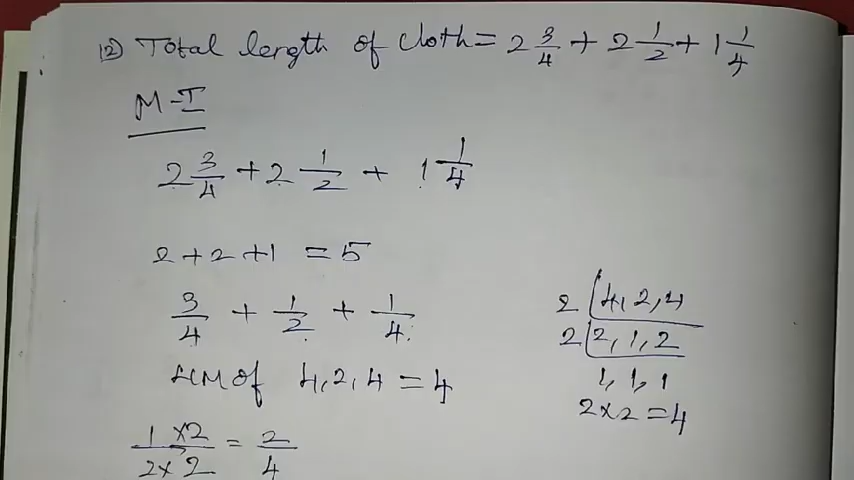 12) Total length of cloth = 2 3/4 + 2 1/2 + 1 1/4
M-I
2 3/4 + 2 1/2 + 1 1/4
2 + 2 + 1 = 5
3/4 + 1/2 + 1/4
LCM of 4, 2, 4 = 4
1 × 2 / 2 × 2 = 2/4
2 | 4, 2, 4
2 | 2, 1, 2
1, 1, 1
2 × 2 = 4